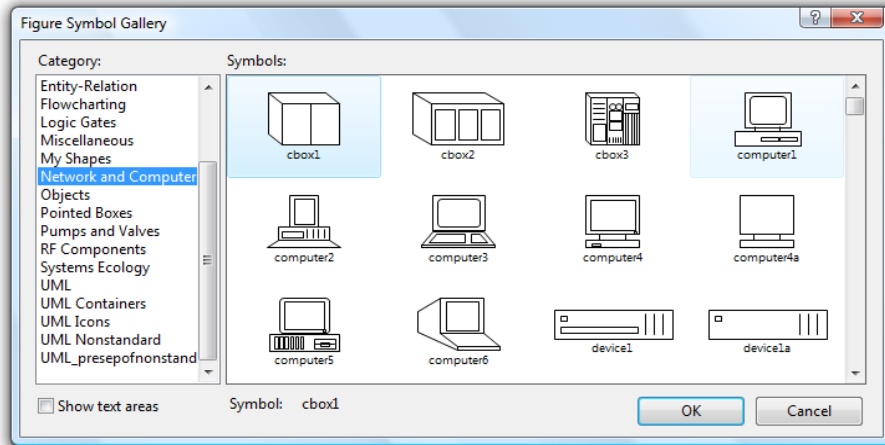 Figure Symbol Gallery
Category:
Symbols:
Entity-Relation
Flowcharting
Logic Gates
Miscellaneous
My Shapes
Network and Computer
Objects
Pointed Boxes
Pumps and Valves
RF Components
Systems Ecology
UML
UML Containers
UML Icons
UML Nonstandard
UML_presepofnonstand
cbox1 cbox2 cbox3 computer1
computer2 computer3 computer4 computer4a
computer5 computer6 device1 device1a
Show text areas
Symbol: cbox1
OK
Cancel